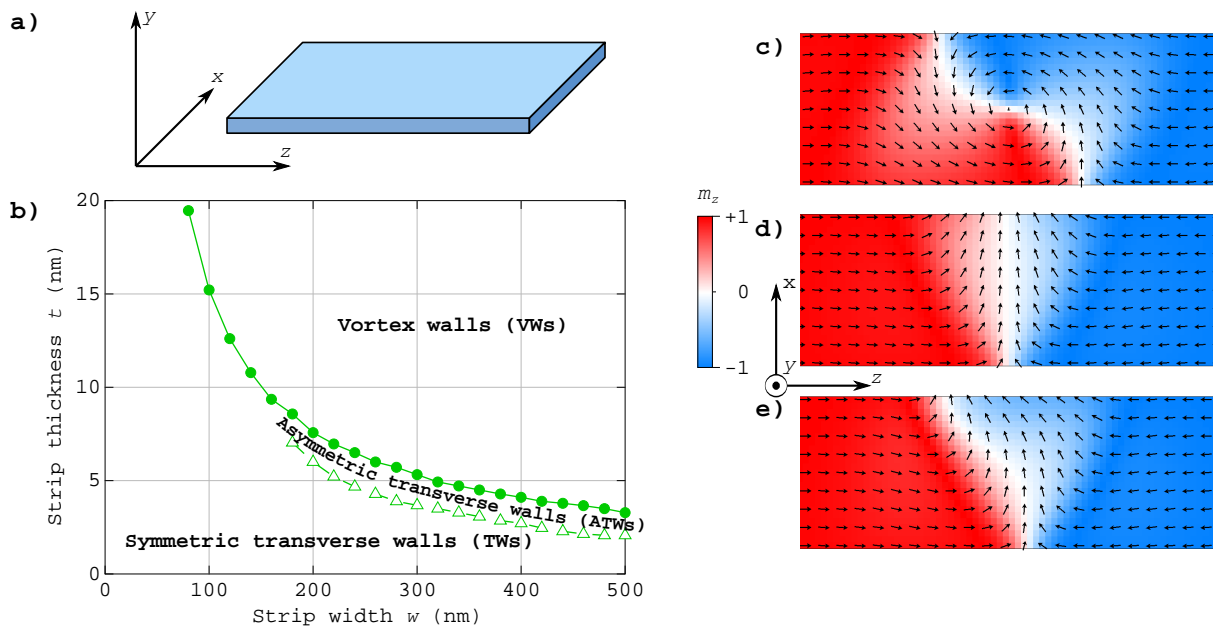 a)
y
x
z
b)
20
15
10
5
0
Strip thickness t (nm)
Vortex walls (VWs)
Asymmetric transverse walls (ATWs)
Symmetric transverse walls (TWs)
0 100 200 300 400 500
Strip width w (nm)
c)
m_z
+1
0
-1
d)
x
y
z
e)